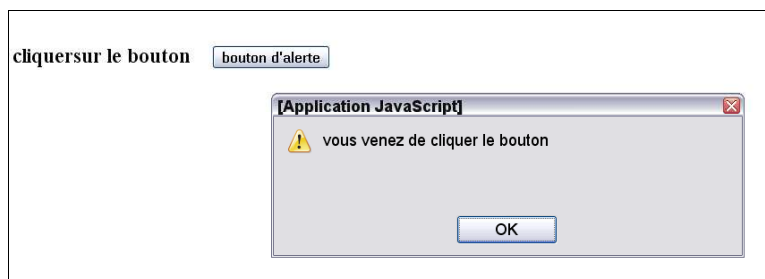 cliquersur le bouton bouton d'alerte
[Application JavaScript]
vous venez de cliquer le bouton
OK